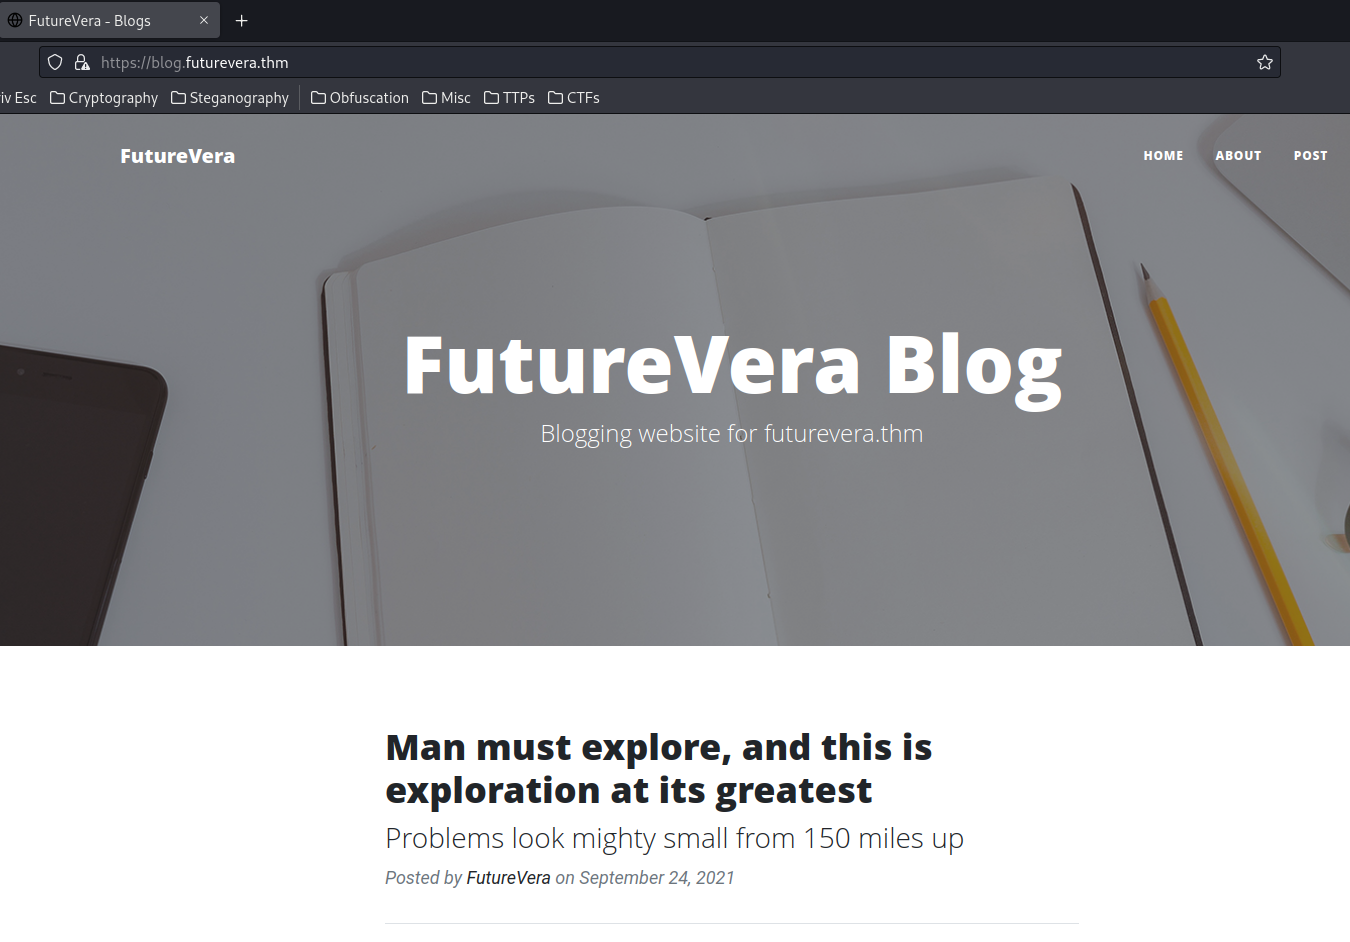 FutureVera - Blogs
https://blog.futurevera.thm
iv Esc Cryptography Steganography Obfuscation Misc TTPs CTFs
FutureVera HOME ABOUT POST
FutureVera Blog
Blogging website for futurevera.thm
Man must explore, and this is
exploration at its greatest
Problems look mighty small from 150 miles up
Posted by FutureVera on September 24, 2021